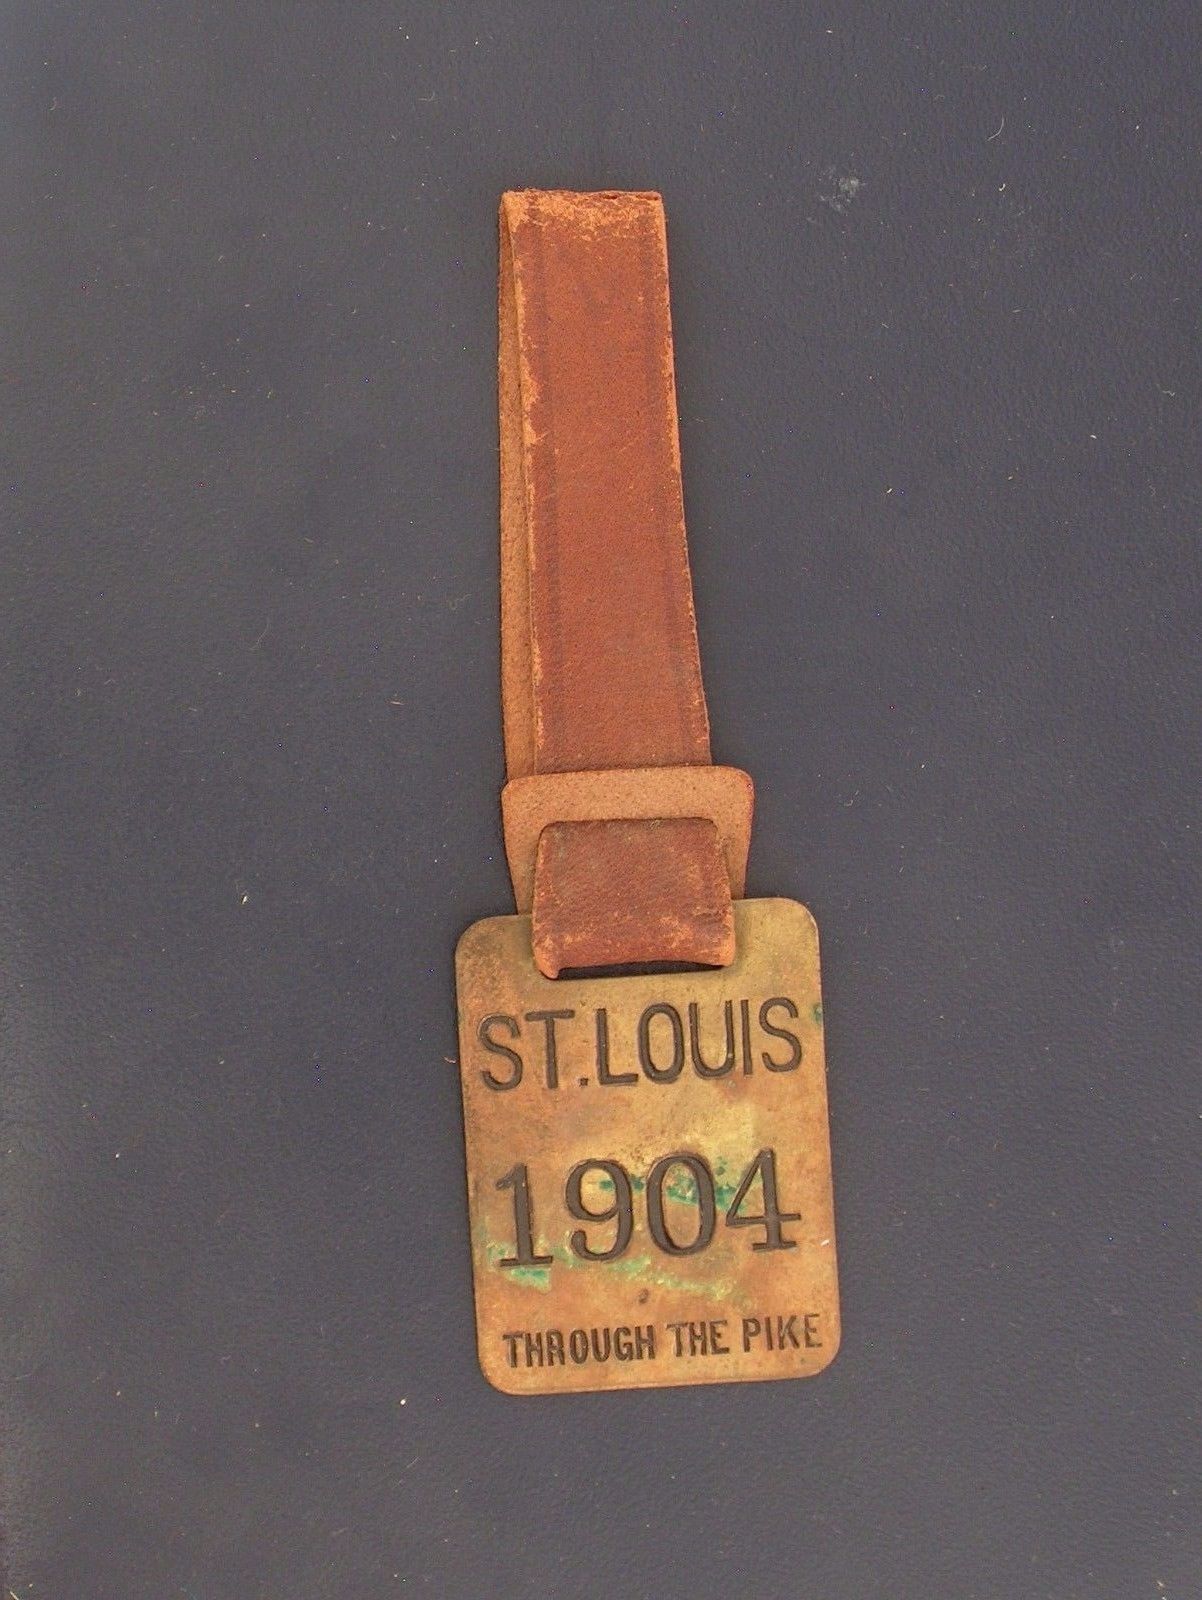 ST. LOUIS
1904
THROUGH THE PIKE